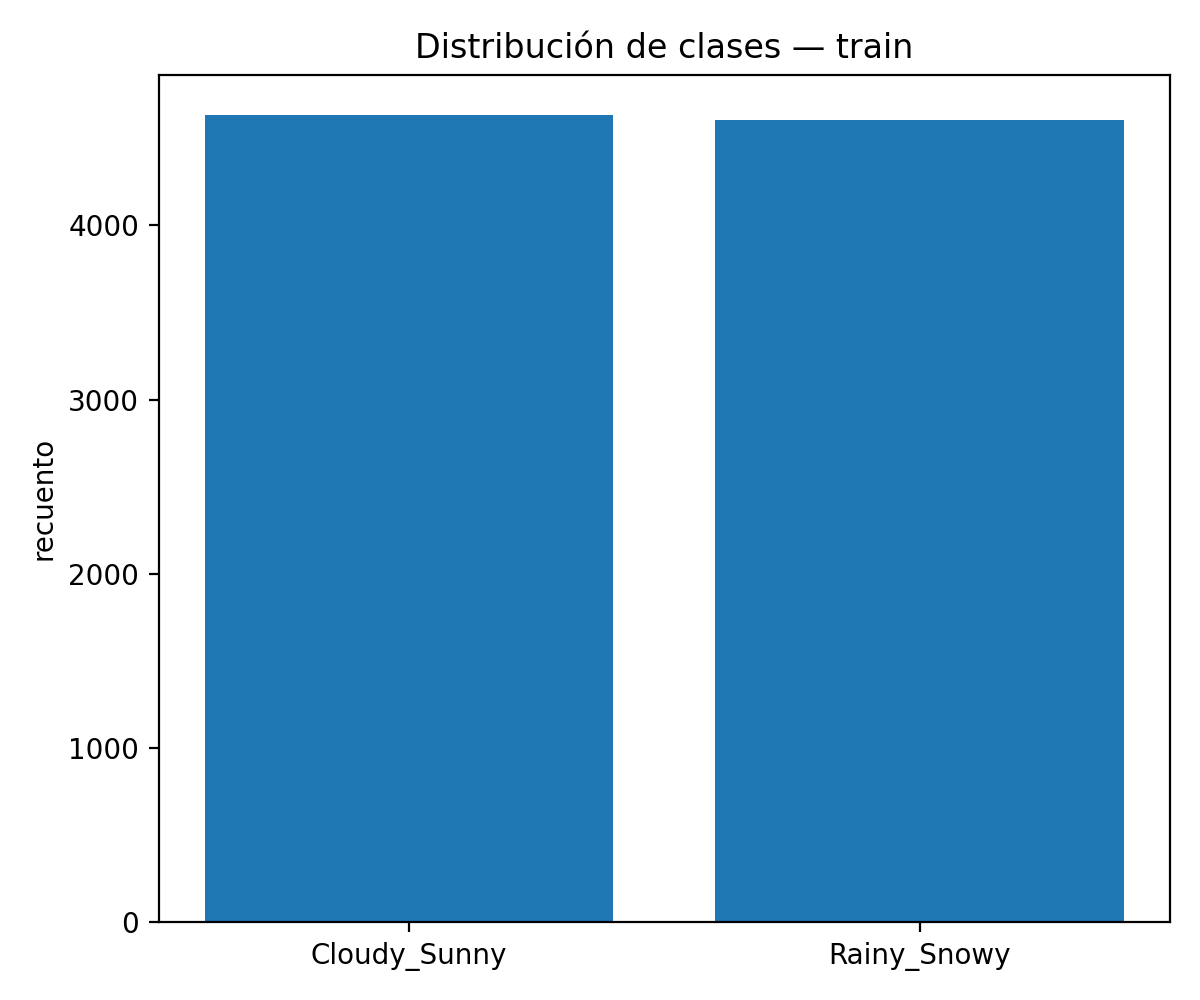 Distribución de clases — train
recuento
4000
3000
2000
1000
0
Cloudy_Sunny
Rainy_Snowy